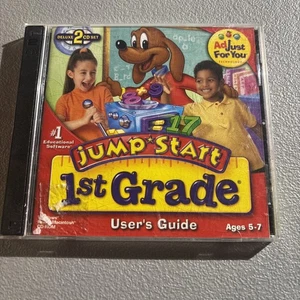 DELUXE 2 CD SET
AdJust
For You
#1
Educational
Software
17
JumpStart
1st Grade
User's Guide
Ages 5-7